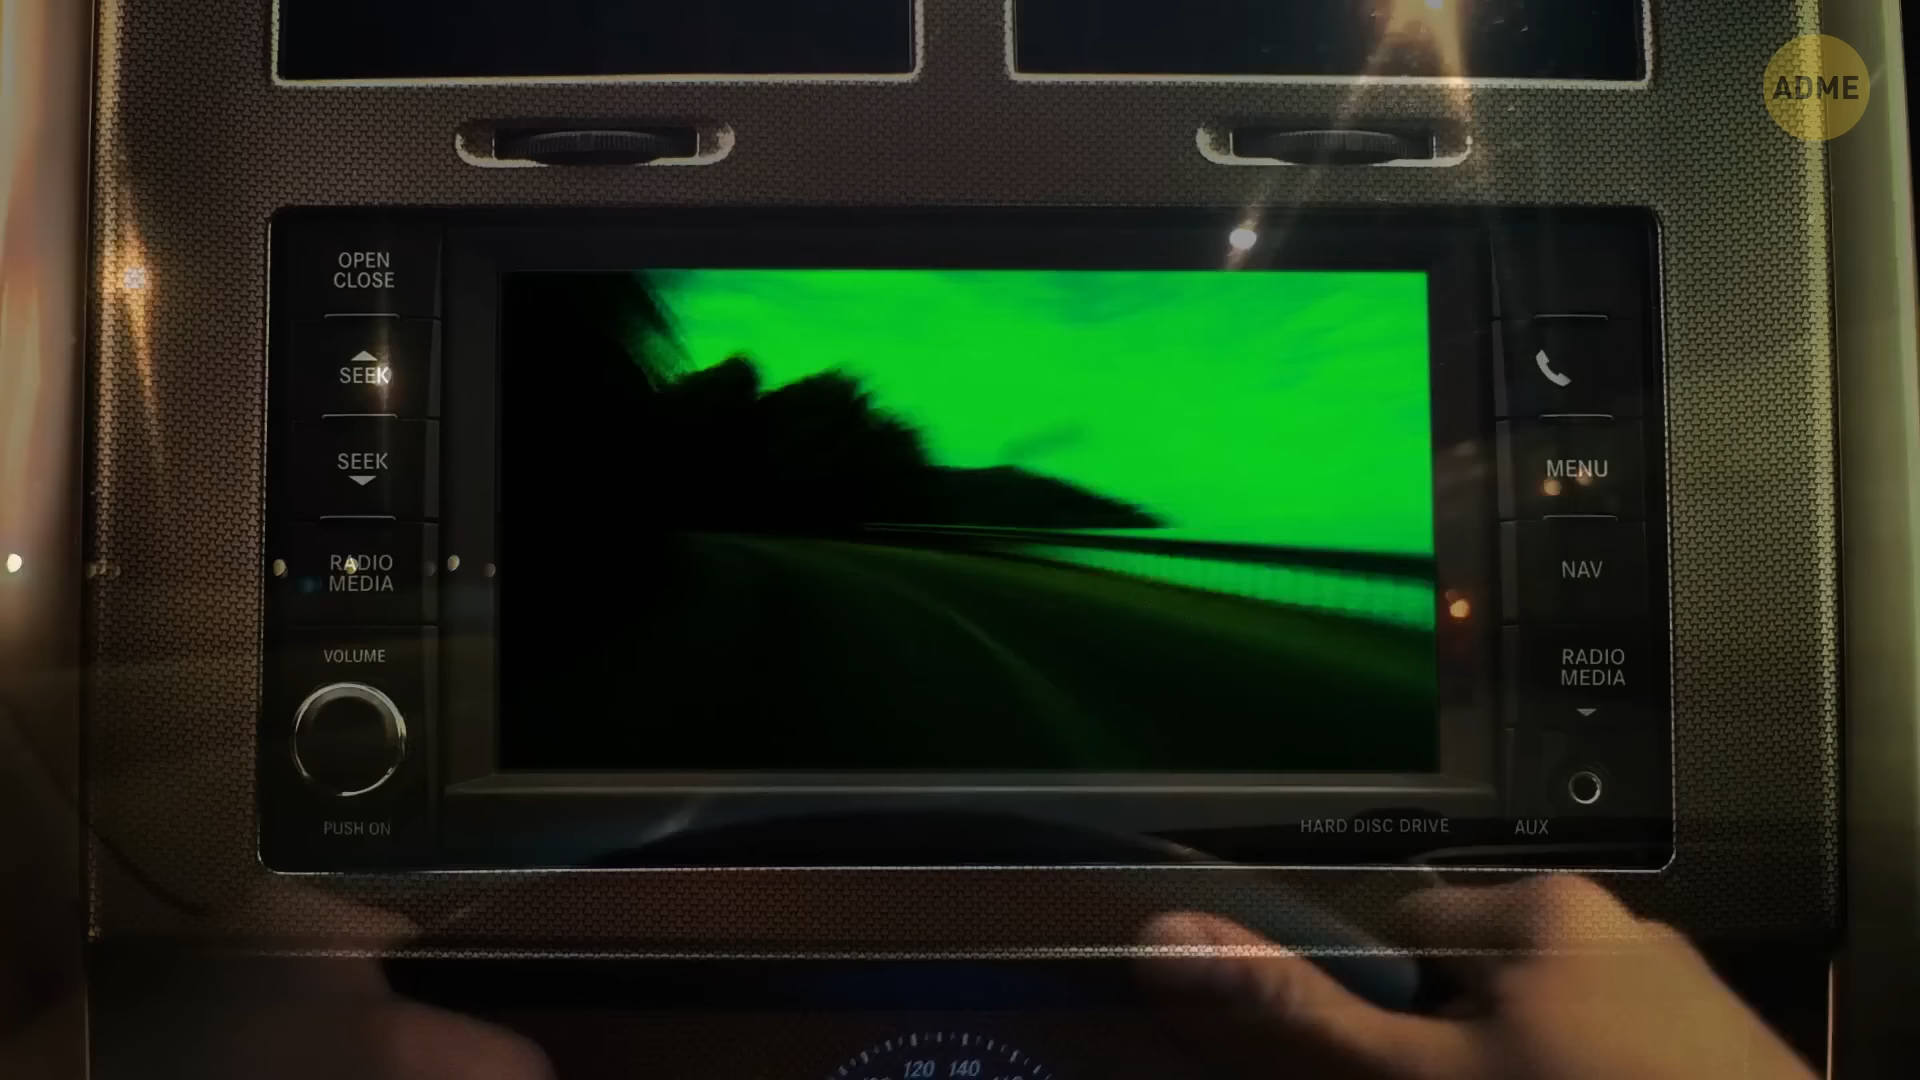 ADME
OPEN
CLOSE
SEEK
SEEK
RADIO
MEDIA
VOLUME
PUSH ON
MENU
NAV
RADIO
MEDIA
HARD DISC DRIVE
AUX
120 140